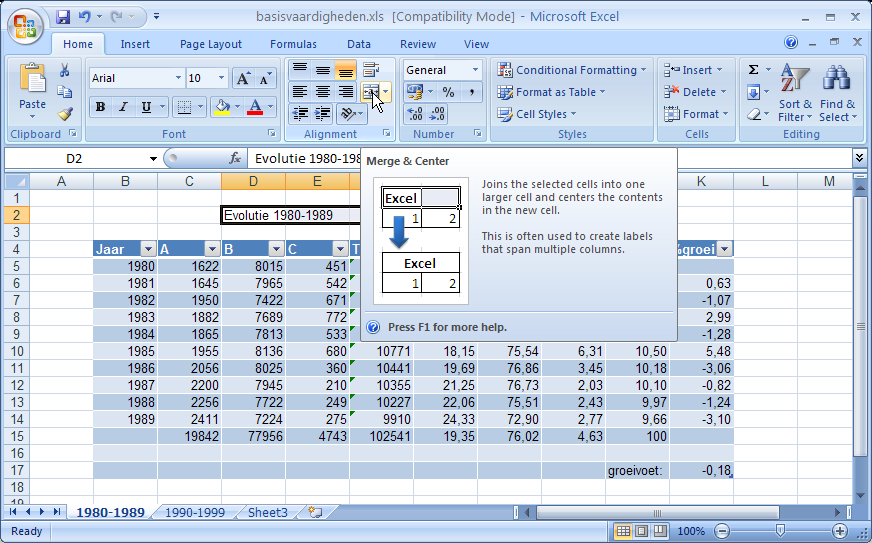 basisvaardigheden.xls [Compatibility Mode] - Microsoft Excel
Home Insert Page Layout Formulas Data Review View
Paste
Clipboard
Arial 10 A A
B I U A
Font
Alignment
General
% ,
,00 ,00
Number
Conditional Formatting
Format as Table
Cell Styles
Styles
Insert
Delete
Format
Cells
Σ
Sort & Filter
Find & Select
Editing
D2 fx Evolutie 1980-198
A B C D E K L M
1
2 Evolutie 1980-1989
3
4 Jaar A B C T %groei
5 1980 1622 8015 451
6 1981 1645 7965 542 0,63
7 1982 1950 7422 671 -1,07
8 1983 1882 7689 772 2,99
9 1984 1865 7813 533 -1,28
10 1985 1955 8136 680 10771 18,15 75,54 6,31 10,50 5,48
11 1986 2056 8025 360 10441 19,69 76,86 3,45 10,18 -3,06
12 1987 2200 7945 210 10355 21,25 76,73 2,03 10,10 -0,82
13 1988 2256 7722 249 10227 22,06 75,51 2,43 9,97 -1,24
14 1989 2411 7224 275 9910 24,33 72,90 2,77 9,66 -3,10
15 19842 77956 4743 102541 19,35 76,02 4,63 100
16
17 groeivoet: -0,18
18
Merge & Center
Excel
1 2
Excel
1 2
Joins the selected cells into one
larger cell and centers the contents
in the new cell.
This is often used to create labels
that span multiple columns.
Press F1 for more help.
1980-1989 1990-1999 Sheet3
Ready 100%